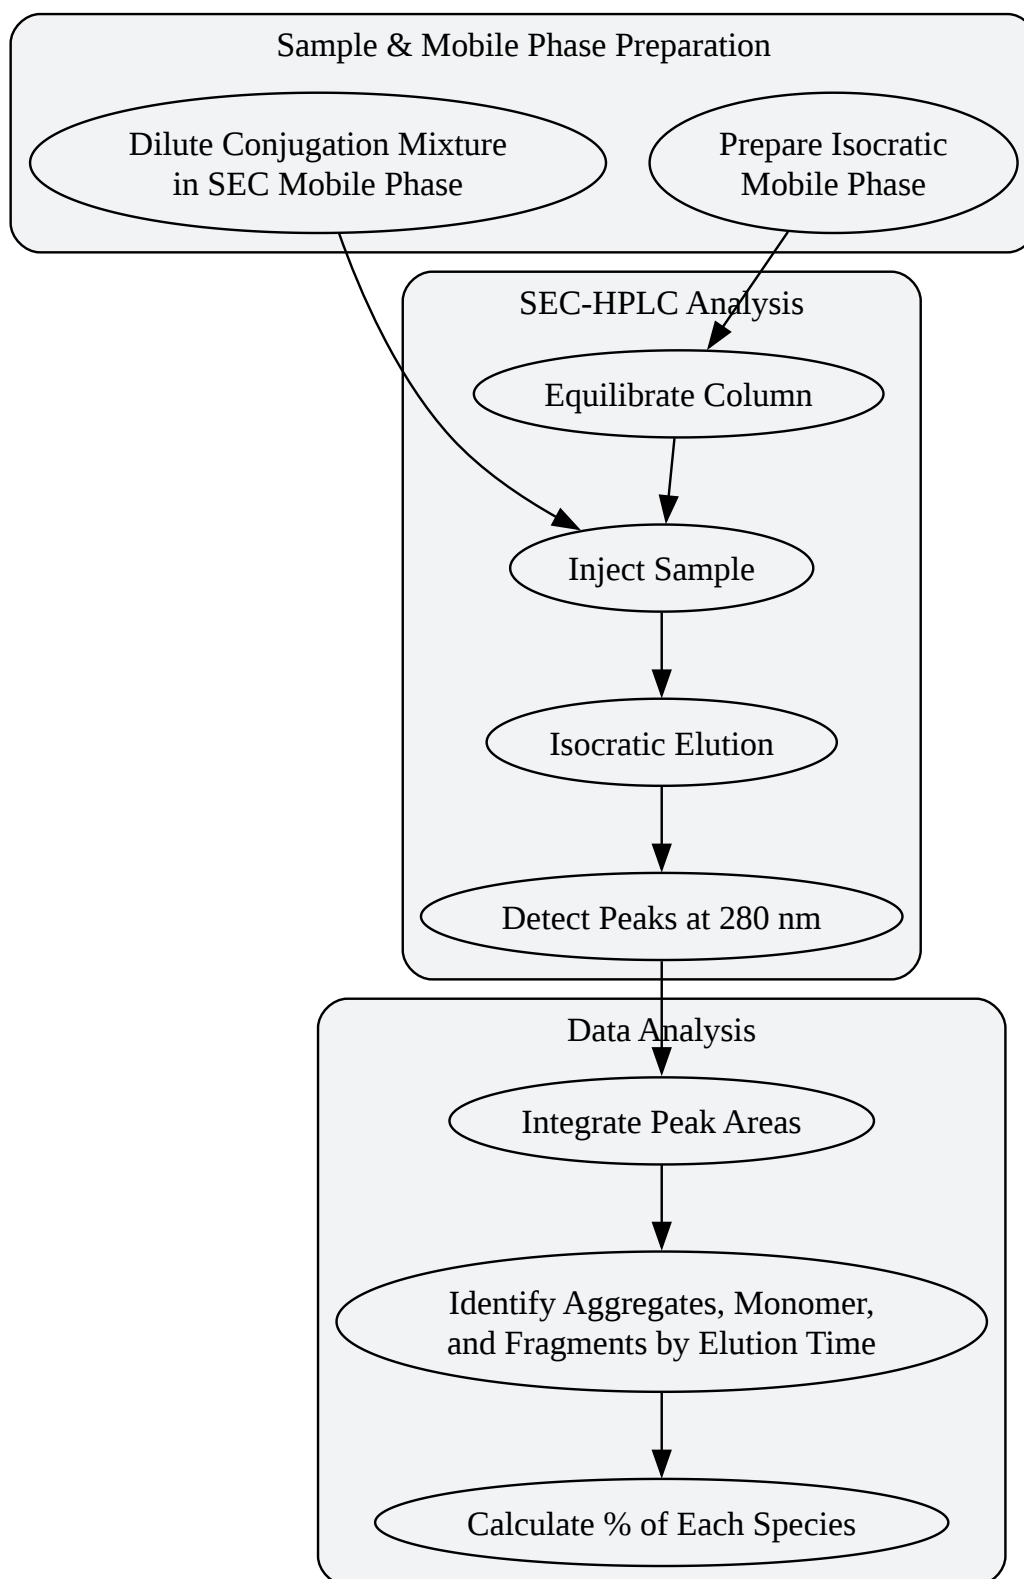 Sample & Mobile Phase Preparation
Dilute Conjugation Mixture
in SEC Mobile Phase
Prepare Isocratic
Mobile Phase
SEC-HPLC Analysis
Equilibrate Column
Inject Sample
Isocratic Elution
Detect Peaks at 280 nm
Data Analysis
Integrate Peak Areas
Identify Aggregates, Monomer,
and Fragments by Elution Time
Calculate % of Each Species